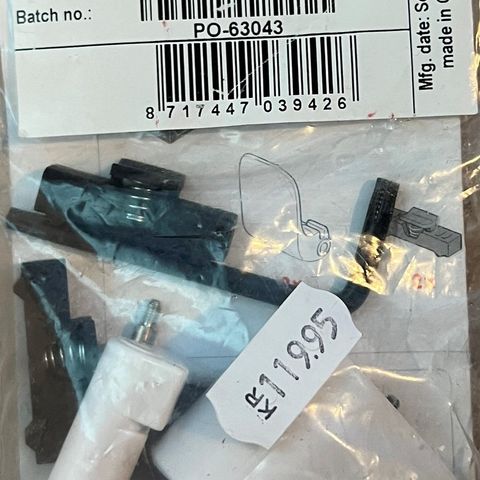 Batch no.:
PO-63043
8 717447 039426
Mfg. date: S
made in
KR 119.95